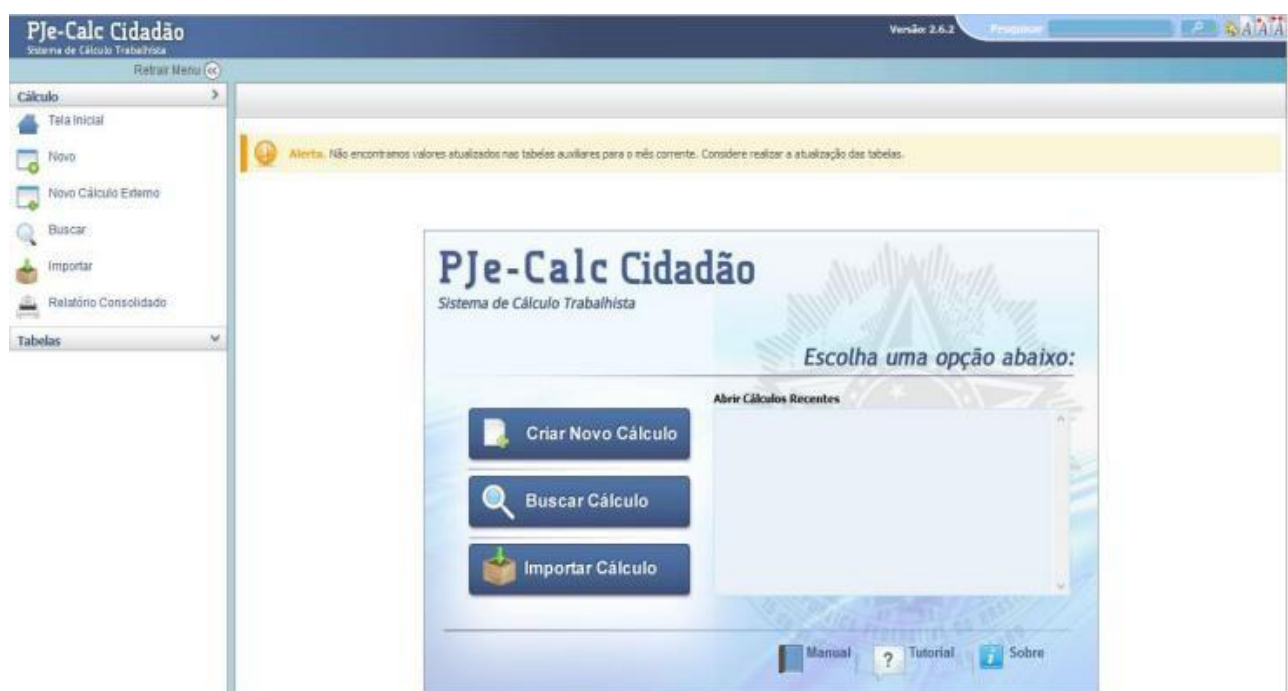 PJe-Calc Cidadão
Sistema de Cálculo Trabalhista
Versão: 2.6.2
Pesquisar
A A A
Retrair Menu
Cálculo
Tela Inicial
Novo
Novo Cálculo Externo
Buscar
Importar
Relatório Consolidado
Tabelas
Alerta. Não encontramos valores atualizados nas tabelas auxiliares para o mês corrente. Considere realizar a atualização das tabelas.
PJe-Calc Cidadão
Sistema de Cálculo Trabalhista
Escolha uma opção abaixo:
Abrir Cálculos Recentes
Criar Novo Cálculo
Buscar Cálculo
Importar Cálculo
Manual
? Tutorial
Sobre